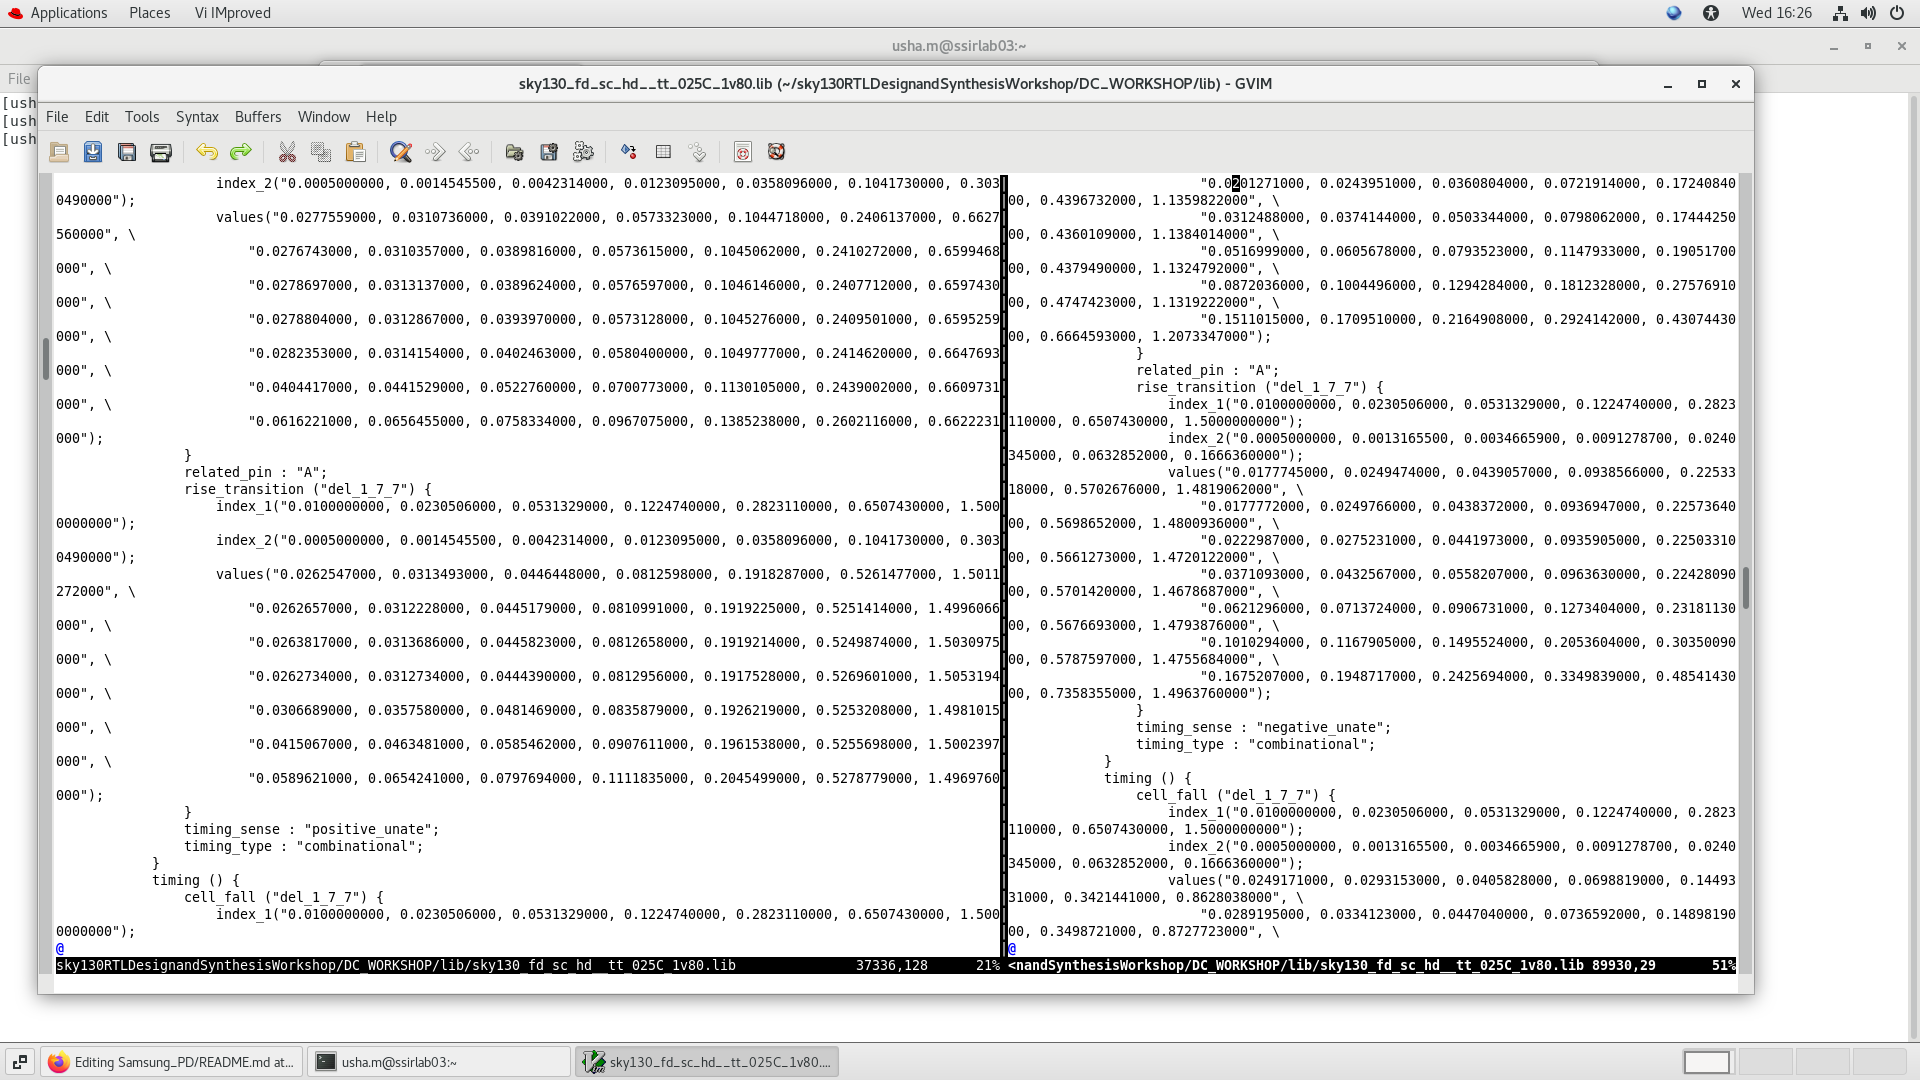 Applications Places Vi IMproved Wed 16:26
usha.m@ssirlab03:~
File
[ush
[ush
[ush
sky130_fd_sc_hd__tt_025C_1v80.lib (~/sky130RTLDesignandSynthesisWorkshop/DC_WORKSHOP/lib) - GVIM
File Edit Tools Syntax Buffers Window Help
index_2("0.0005000000, 0.0014545500, 0.0042314000, 0.0123095000, 0.0358096000, 0.1041730000, 0.303
0490000");
values("0.0277559000, 0.0310736000, 0.0391022000, 0.0573323000, 0.1044718000, 0.2406137000, 0.6627
560000", \
"0.0276743000, 0.0310357000, 0.0389816000, 0.0573615000, 0.1045062000, 0.2410272000, 0.6599468
000", \
"0.0278697000, 0.0313137000, 0.0389624000, 0.0576597000, 0.1046146000, 0.2407712000, 0.6597430
000", \
"0.0278804000, 0.0312867000, 0.0393970000, 0.0573128000, 0.1045276000, 0.2409501000, 0.6595259
000", \
"0.0282353000, 0.0314154000, 0.0402463000, 0.0580400000, 0.1049777000, 0.2414620000, 0.6647693
000", \
"0.0404417000, 0.0441529000, 0.0522760000, 0.0700773000, 0.1130105000, 0.2439002000, 0.6609731
000", \
"0.0616221000, 0.0656455000, 0.0758334000, 0.0967075000, 0.1385238000, 0.2602116000, 0.6622231
000");
}
related_pin : "A";
rise_transition ("del_1_7_7") {
index_1("0.0100000000, 0.0230506000, 0.0531329000, 0.1224740000, 0.2823110000, 0.6507430000, 1.500
0000000");
index_2("0.0005000000, 0.0014545500, 0.0042314000, 0.0123095000, 0.0358096000, 0.1041730000, 0.303
0490000");
values("0.0262547000, 0.0313493000, 0.0446448000, 0.0812598000, 0.1918287000, 0.5261477000, 1.5011
272000", \
"0.0262657000, 0.0312228000, 0.0445179000, 0.0810991000, 0.1919225000, 0.5251414000, 1.4996066
000", \
"0.0263817000, 0.0313686000, 0.0445823000, 0.0812658000, 0.1919214000, 0.5249874000, 1.5030975
000", \
"0.0262734000, 0.0312734000, 0.0444390000, 0.0812956000, 0.1917528000, 0.5269601000, 1.5053194
000", \
"0.0306689000, 0.0357580000, 0.0481469000, 0.0835879000, 0.1926219000, 0.5253208000, 1.4981015
000", \
"0.0415067000, 0.0463481000, 0.0585462000, 0.0907611000, 0.1961538000, 0.5255698000, 1.5002397
000", \
"0.0589621000, 0.0654241000, 0.0797694000, 0.1111835000, 0.2045499000, 0.5278779000, 1.4969760
000");
}
timing_sense : "positive_unate";
timing_type : "combinational";
}
timing () {
cell_fall ("del_1_7_7") {
index_1("0.0100000000, 0.0230506000, 0.0531329000, 0.1224740000, 0.2823110000, 0.6507430000, 1.500
0000000");
@
sky130RTLDesignandSynthesisWorkshop/DC_WORKSHOP/lib/sky130_fd_sc_hd__tt_025C_1v80.lib 37336,128 21%
"0.0201271000, 0.0243951000, 0.0360804000, 0.0721914000, 0.17240840
00, 0.4396732000, 1.1359822000", \
"0.0312488000, 0.0374144000, 0.0503344000, 0.0798062000, 0.17444250
00, 0.4360109000, 1.1384014000", \
"0.0516999000, 0.0605678000, 0.0793523000, 0.1147933000, 0.19051700
00, 0.4379490000, 1.1324792000", \
"0.0872036000, 0.1004496000, 0.1294284000, 0.1812328000, 0.27576910
00, 0.4747423000, 1.1319222000", \
"0.1511015000, 0.1709510000, 0.2164908000, 0.2924142000, 0.43074430
00, 0.6664593000, 1.2073347000");
}
related_pin : "A";
rise_transition ("del_1_7_7") {
index_1("0.0100000000, 0.0230506000, 0.0531329000, 0.1224740000, 0.2823
110000, 0.6507430000, 1.5000000000");
index_2("0.0005000000, 0.0013165500, 0.0034665900, 0.0091278700, 0.0240
345000, 0.0632852000, 0.1666360000");
values("0.0177745000, 0.0249474000, 0.0439057000, 0.0938566000, 0.22533
18000, 0.5702676000, 1.4819062000", \
"0.0177772000, 0.0249766000, 0.0438372000, 0.0936947000, 0.22573640
00, 0.5698652000, 1.4800936000", \
"0.0222987000, 0.0275231000, 0.0441973000, 0.0935905000, 0.22503310
00, 0.5661273000, 1.4720122000", \
"0.0371093000, 0.0432567000, 0.0558207000, 0.0963630000, 0.22428090
00, 0.5701420000, 1.4678687000", \
"0.0621296000, 0.0713724000, 0.0906731000, 0.1273404000, 0.23181130
00, 0.5676693000, 1.4793876000", \
"0.1010294000, 0.1167905000, 0.1495524000, 0.2053604000, 0.30350090
00, 0.5787597000, 1.4755684000", \
"0.1675207000, 0.1948717000, 0.2425694000, 0.3349839000, 0.48541430
00, 0.7358355000, 1.4963760000");
}
timing_sense : "negative_unate";
timing_type : "combinational";
}
timing () {
cell_fall ("del_1_7_7") {
index_1("0.0100000000, 0.0230506000, 0.0531329000, 0.1224740000, 0.2823
110000, 0.6507430000, 1.5000000000");
index_2("0.0005000000, 0.0013165500, 0.0034665900, 0.0091278700, 0.0240
345000, 0.0632852000, 0.1666360000");
values("0.0249171000, 0.0293153000, 0.0405828000, 0.0698819000, 0.14493
31000, 0.3421441000, 0.8628038000", \
"0.0289195000, 0.0334123000, 0.0447040000, 0.0736592000, 0.14898190
00, 0.3498721000, 0.8727723000", \
@
<nandSynthesisWorkshop/DC_WORKSHOP/lib/sky130_fd_sc_hd__tt_025C_1v80.lib 89930,29 51%
Editing Samsung_PD/README.md at... usha.m@ssirlab03:~ sky130_fd_sc_hd__tt_025C_1v80....